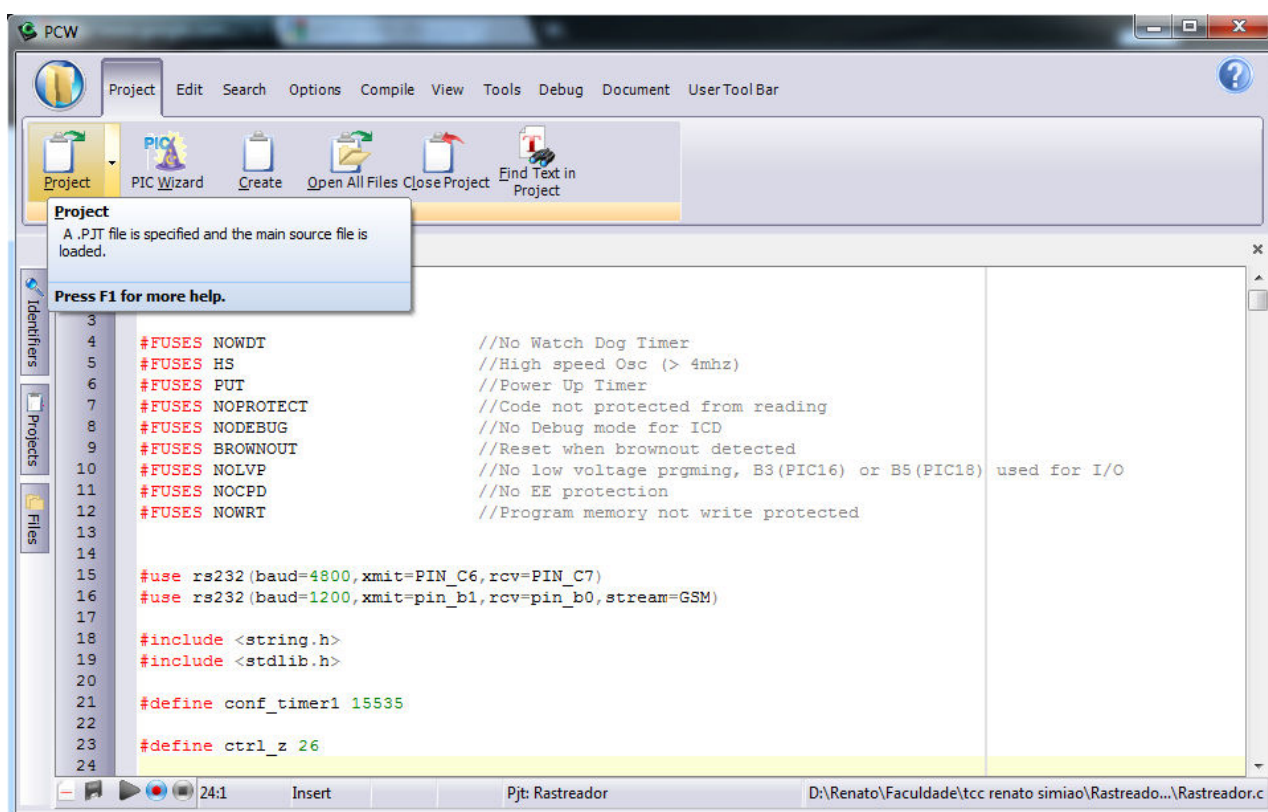 PCW
Project Edit Search Options Compile View Tools Debug Document User Tool Bar
Project PIC Wizard Create Open All Files Close Project Find Text in Project
Project
A .PJT file is specified and the main source file is
loaded.
Press F1 for more help.
Identifiers
Projects
Files
3
4 #FUSES NOWDT //No Watch Dog Timer
5 #FUSES HS //High speed Osc (> 4mhz)
6 #FUSES PUT //Power Up Timer
7 #FUSES NOPROTECT //Code not protected from reading
8 #FUSES NODEBUG //No Debug mode for ICD
9 #FUSES BROWNOUT //Reset when brownout detected
10 #FUSES NOLVP //No low voltage prgming, B3(PIC16) or B5(PIC18) used for I/O
11 #FUSES NOCPD //No EE protection
12 #FUSES NOWRT //Program memory not write protected
13
14
15 #use rs232(baud=4800,xmit=PIN_C6,rcv=PIN_C7)
16 #use rs232(baud=1200,xmit=pin_b1,rcv=pin_b0,stream=GSM)
17
18 #include <string.h>
19 #include <stdlib.h>
20
21 #define conf_timer1 15535
22
23 #define ctrl_z 26
24
24:1 Insert Pjt: Rastreador D:\Renato\Faculdade\tcc renato simiao\Rastreado...\Rastreador.c